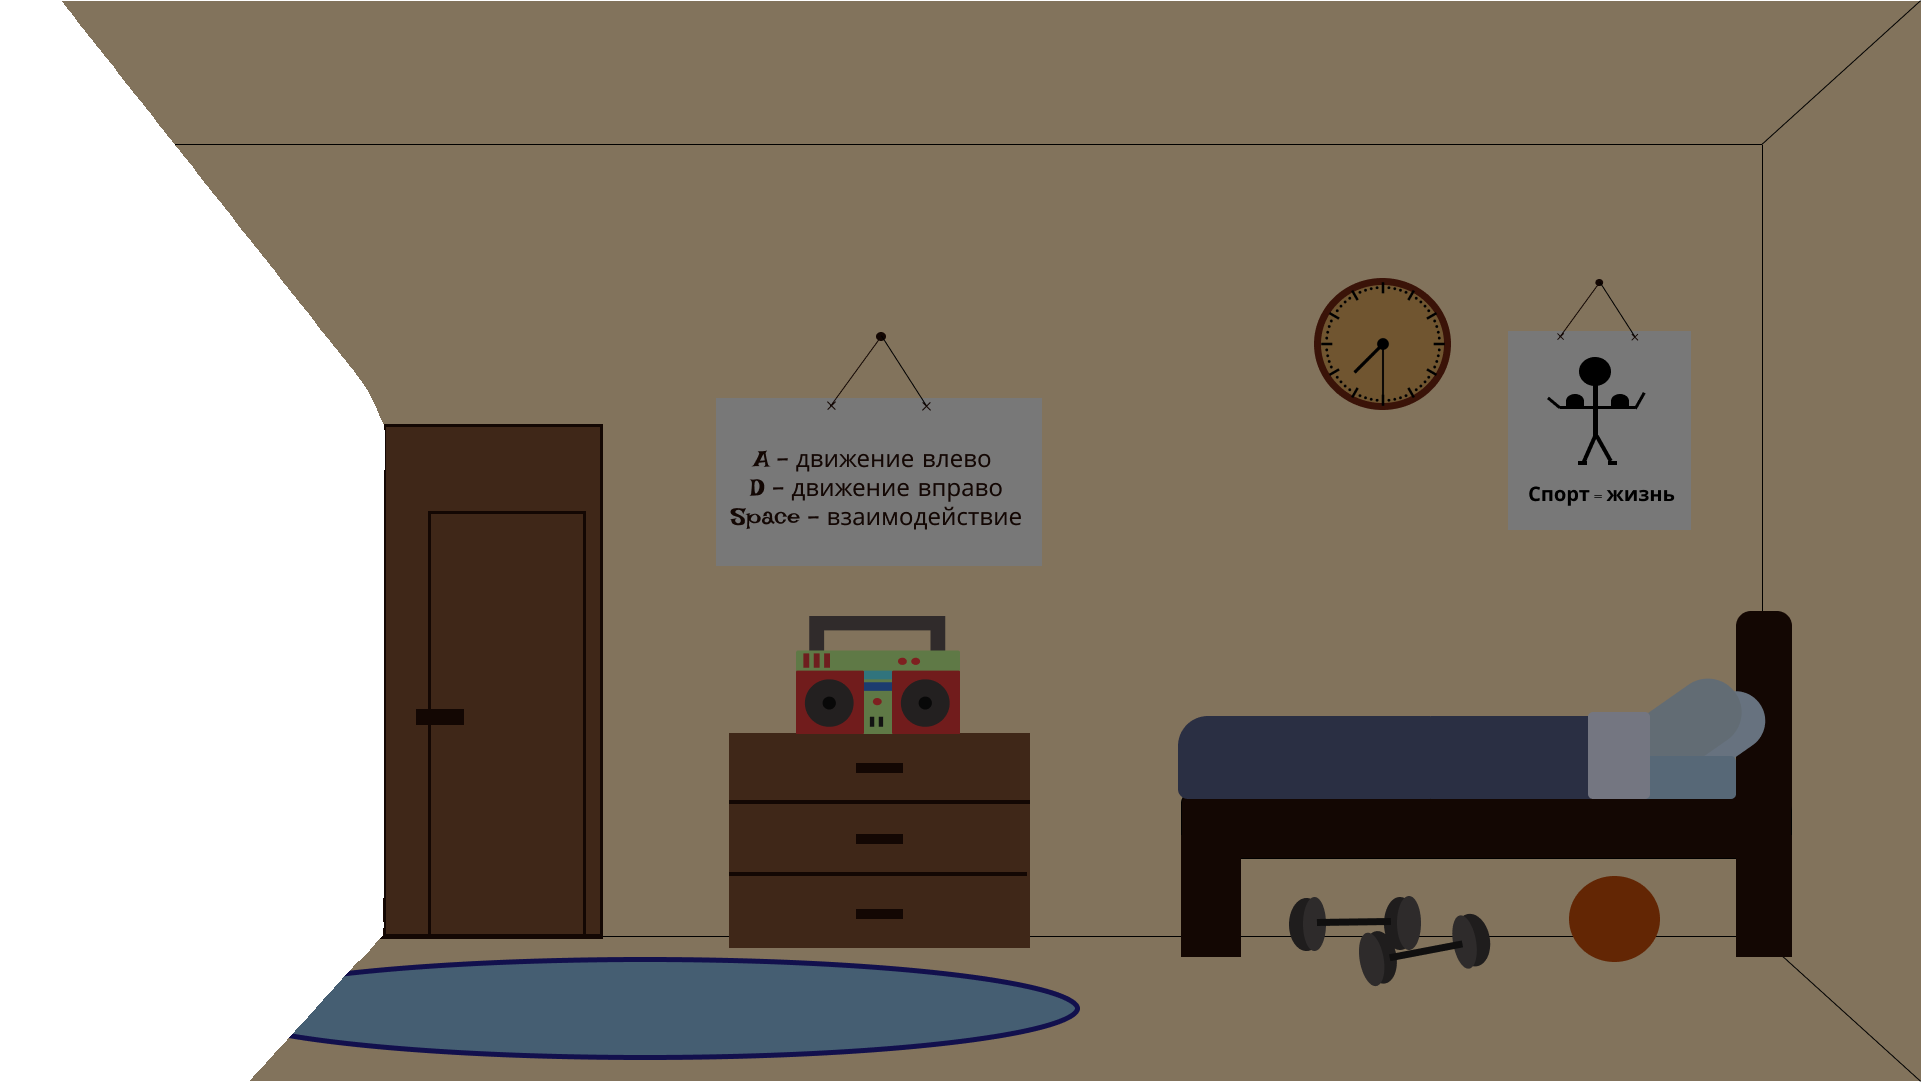 A – движение влево
D – движение вправо
Space – взаимодействие
Спорт = жизнь